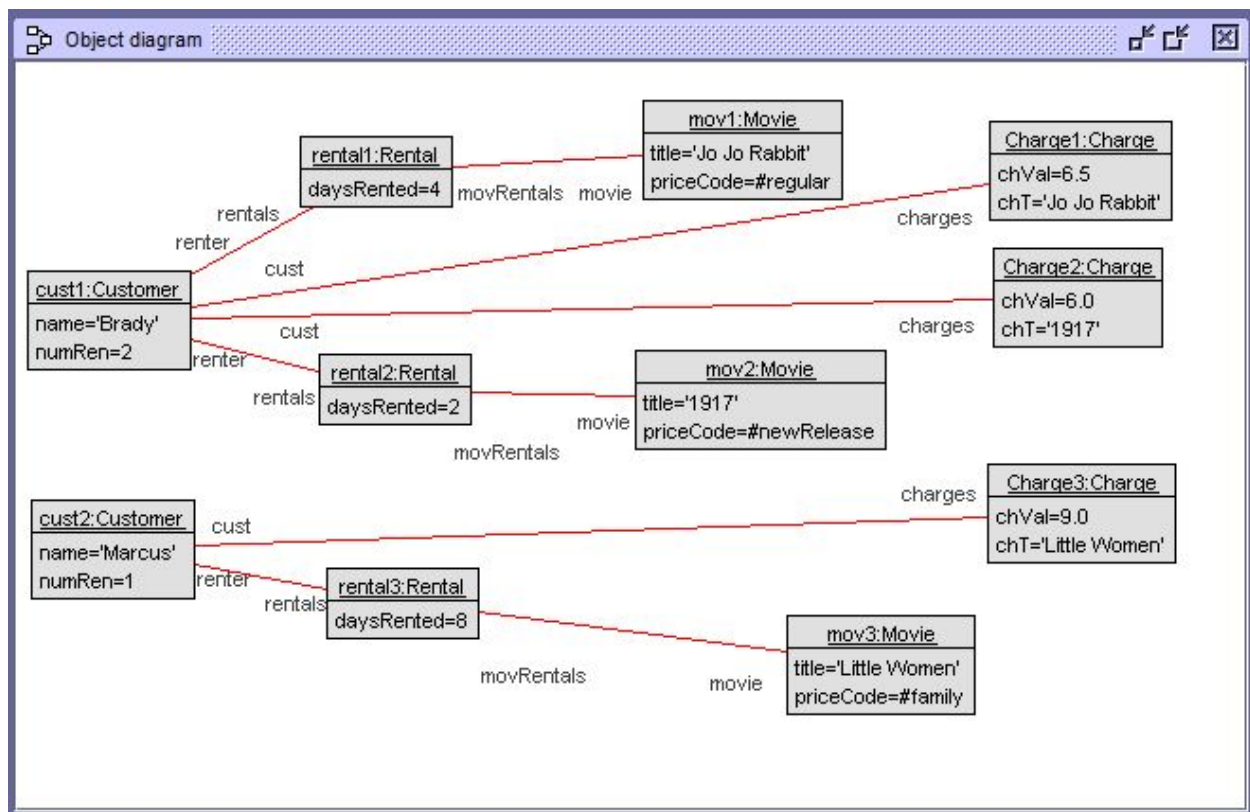 Object diagram
mov1:Movie
title='Jo Jo Rabbit'
priceCode=#regular
rental1:Rental
daysRented=4
movRentals
movie
Charge1:Charge
chVal=6.5
chT='Jo Jo Rabbit'
rentals
renter
charges
cust
cust1:Customer
name='Brady'
numRen=2
Charge2:Charge
chVal=6.0
chT='1917'
cust
charges
renter
rentals
rental2:Rental
daysRented=2
mov2:Movie
title='1917'
priceCode=#newRelease
movie
movRentals
charges
Charge3:Charge
chVal=9.0
chT='Little Women'
cust2:Customer
name='Marcus'
numRen=1
cust
renter
rentals
rental3:Rental
daysRented=8
movRentals
movie
mov3:Movie
title='Little Women'
priceCode=#family